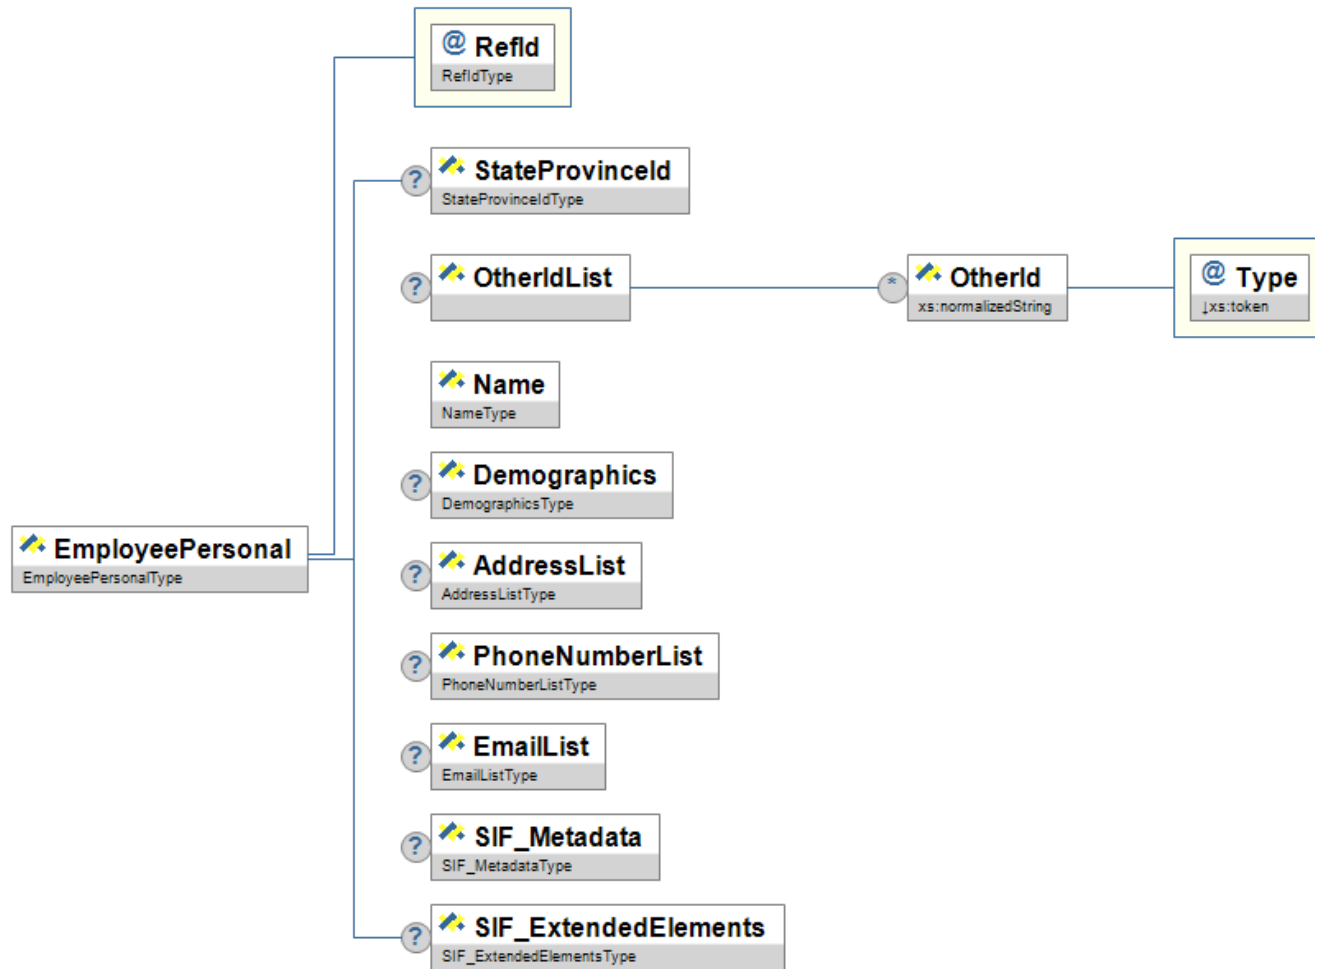 @ RefId
RefIdType
? StateProvinceId
StateProvinceIdType
? OtherIdList
* OtherId
xs:normalizedString
@ Type
↓xs:token
Name
NameType
? Demographics
DemographicsType
EmployeePersonal
EmployeePersonalType
? AddressList
AddressListType
? PhoneNumberList
PhoneNumberListType
? EmailList
EmailListType
? SIF_Metadata
SIF_MetadataType
? SIF_ExtendedElements
SIF_ExtendedElementsType